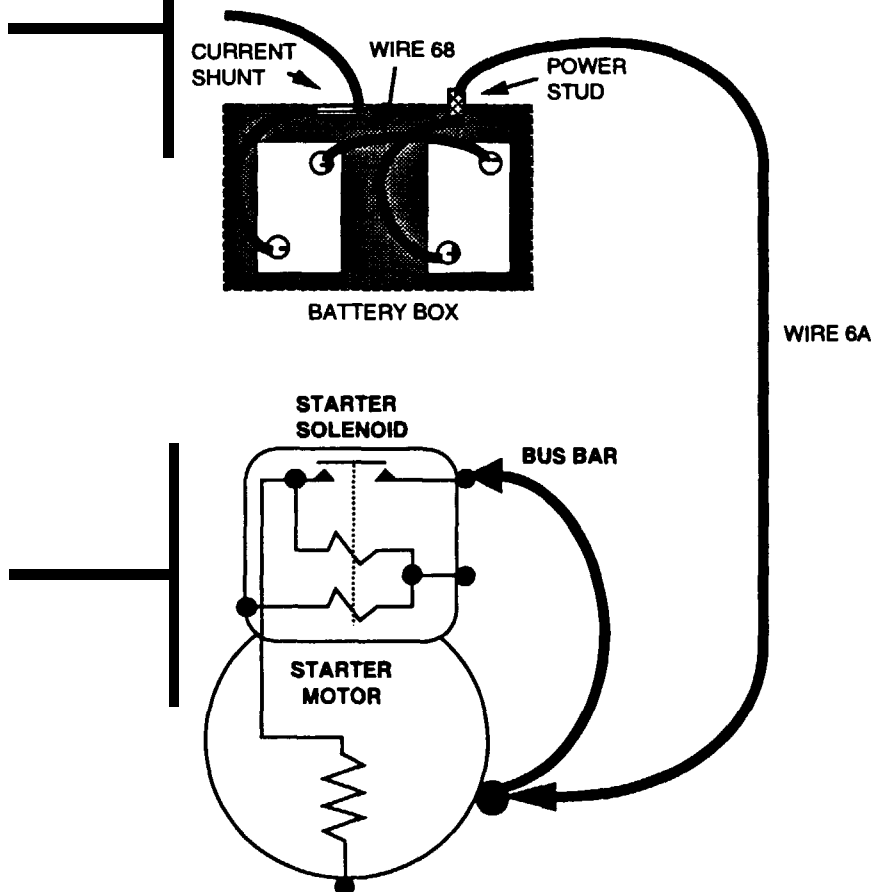 CURRENT
SHUNT
WIRE 68
POWER
STUD
BATTERY BOX
WIRE 6A
STARTER
SOLENOID
BUS BAR
STARTER
MOTOR